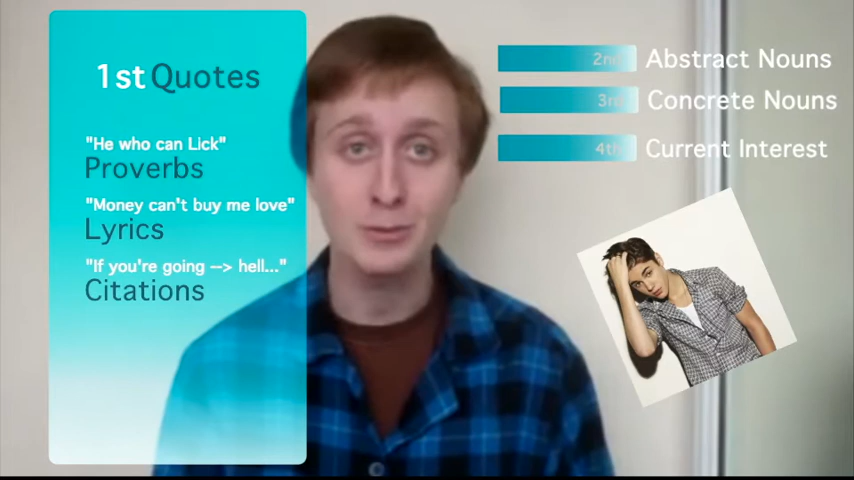 1st Quotes
"He who can Lick"
Proverbs
"Money can't buy me love"
Lyrics
"If you're going --> hell..."
Citations
2nd Abstract Nouns
3rd Concrete Nouns
4th Current Interest